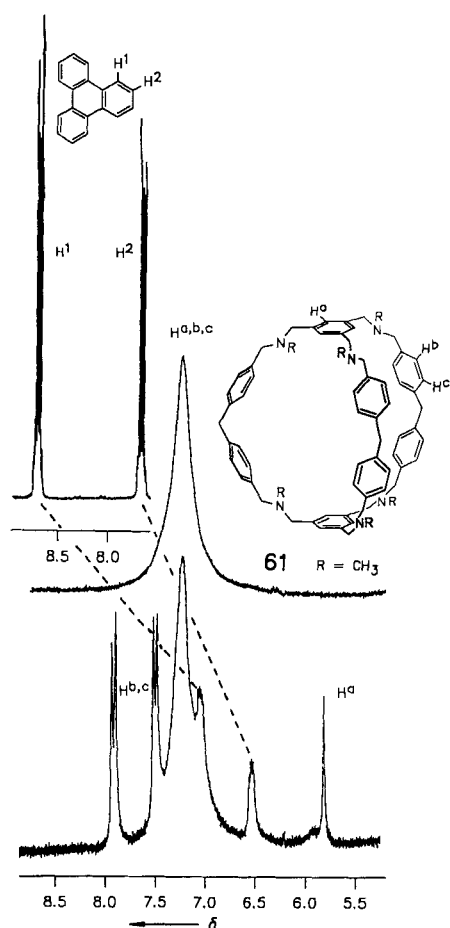 H1
H2
H1
H2
Ha,b,c
8.5 8.0
Ha
R
N
N
R
R
N
R
N
Hb
Hc
R
N
R
N
N
R
61 R = CH3
Hb,c
Ha
8.5 8.0 7.5 7.0 6.5 6.0 5.5
δ